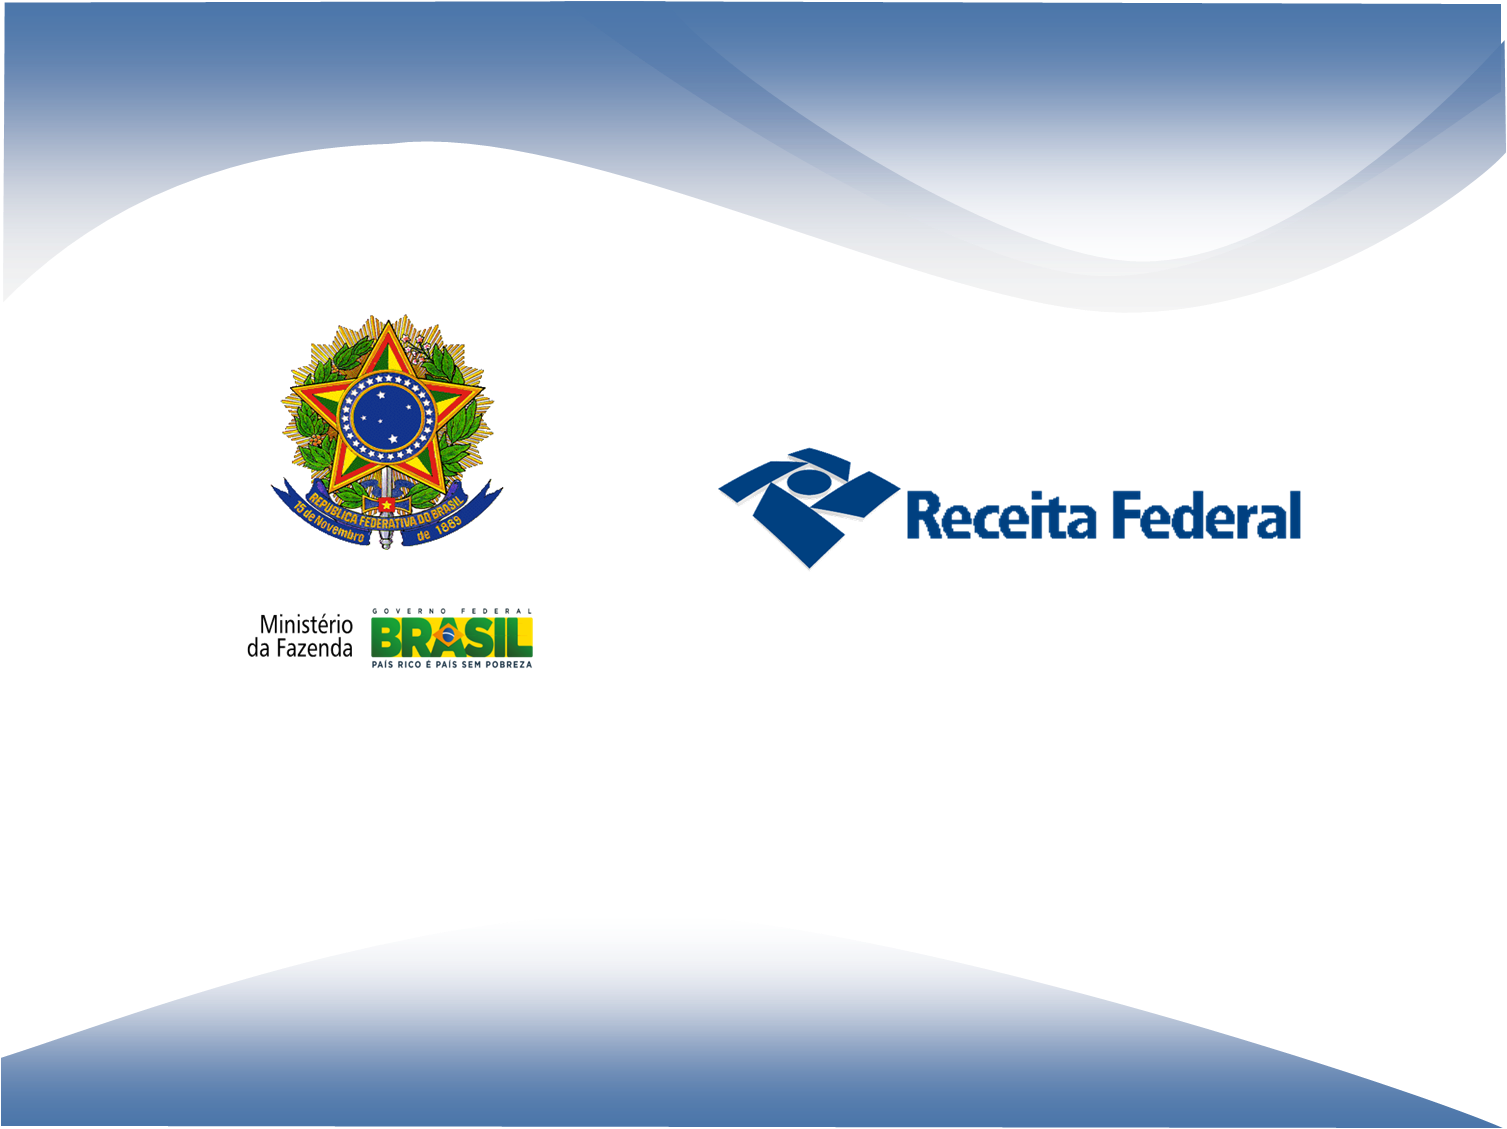 REPÚBLICA FEDERATIVA DO BRASIL
15 de Novembro de 1889
Ministério
da Fazenda
GOVERNO FEDERAL
BRASIL
PAÍS RICO É PAÍS SEM POBREZA
Receita Federal